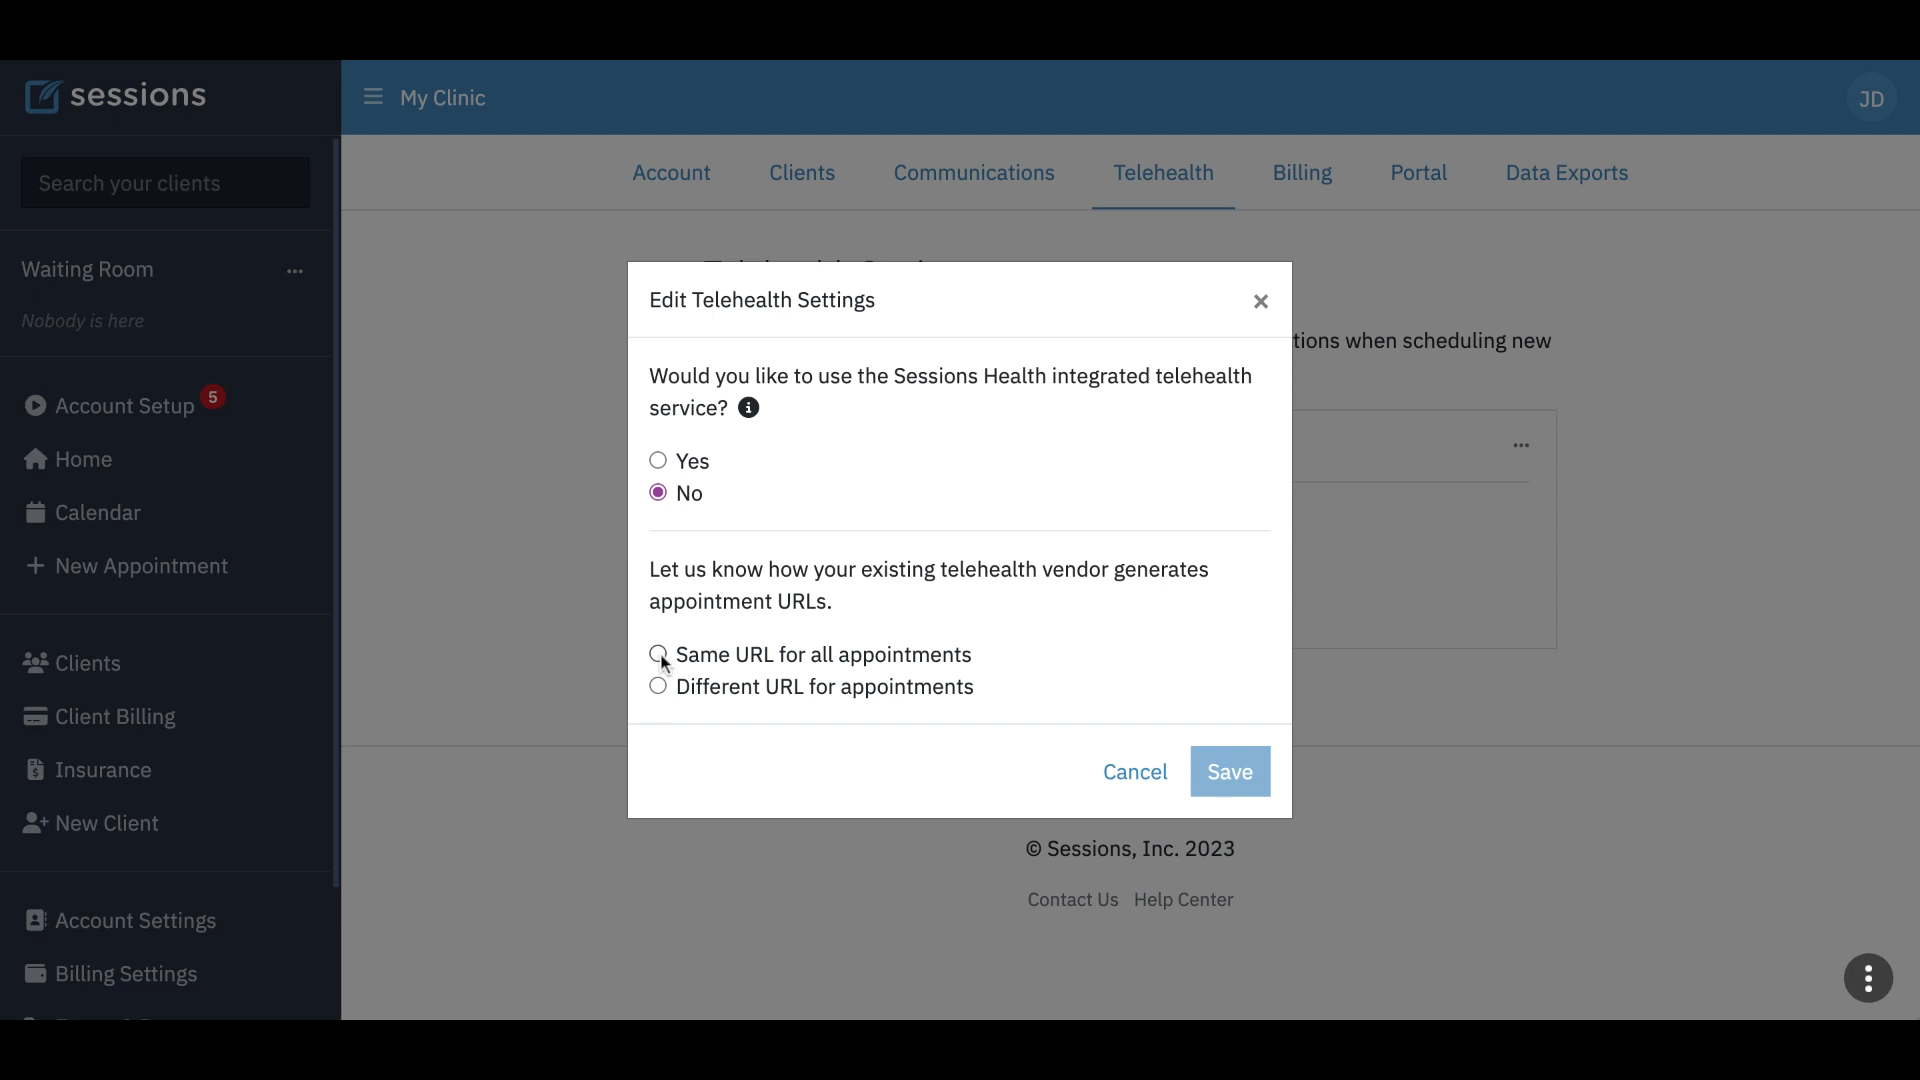 sessions
My Clinic
JD
Search your clients
Account
Clients
Communications
Telehealth
Billing
Portal
Data Exports
Waiting Room
Nobody is here
Account Setup 5
Home
Calendar
+ New Appointment
Clients
Client Billing
Insurance
New Client
Account Settings
Billing Settings
Edit Telehealth Settings
×
tions when scheduling new
Would you like to use the Sessions Health integrated telehealth
service?
Yes
No
Let us know how your existing telehealth vendor generates
appointment URLs.
Same URL for all appointments
Different URL for appointments
Cancel
Save
© Sessions, Inc. 2023
Contact Us
Help Center